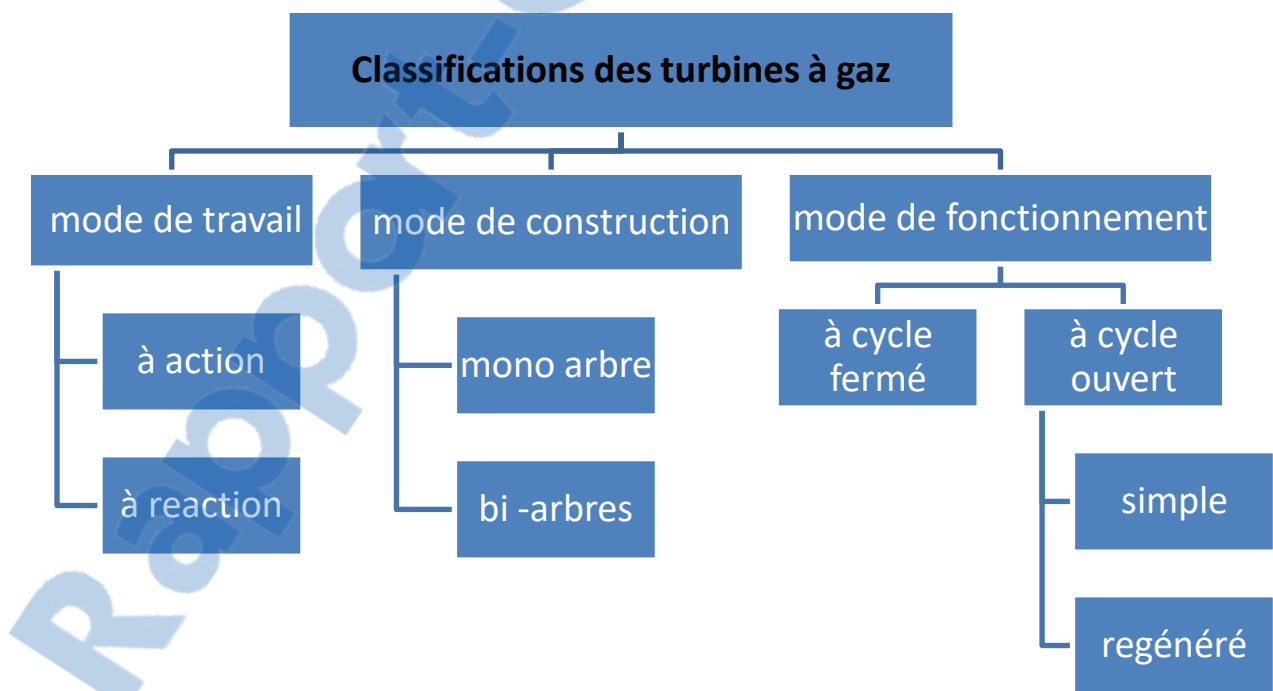 Classifications des turbines à gaz
mode de travail
mode de construction
mode de fonctionnement
à action
à reaction
mono arbre
bi -arbres
à cycle
fermé
à cycle
ouvert
simple
regénéré
Rapport-